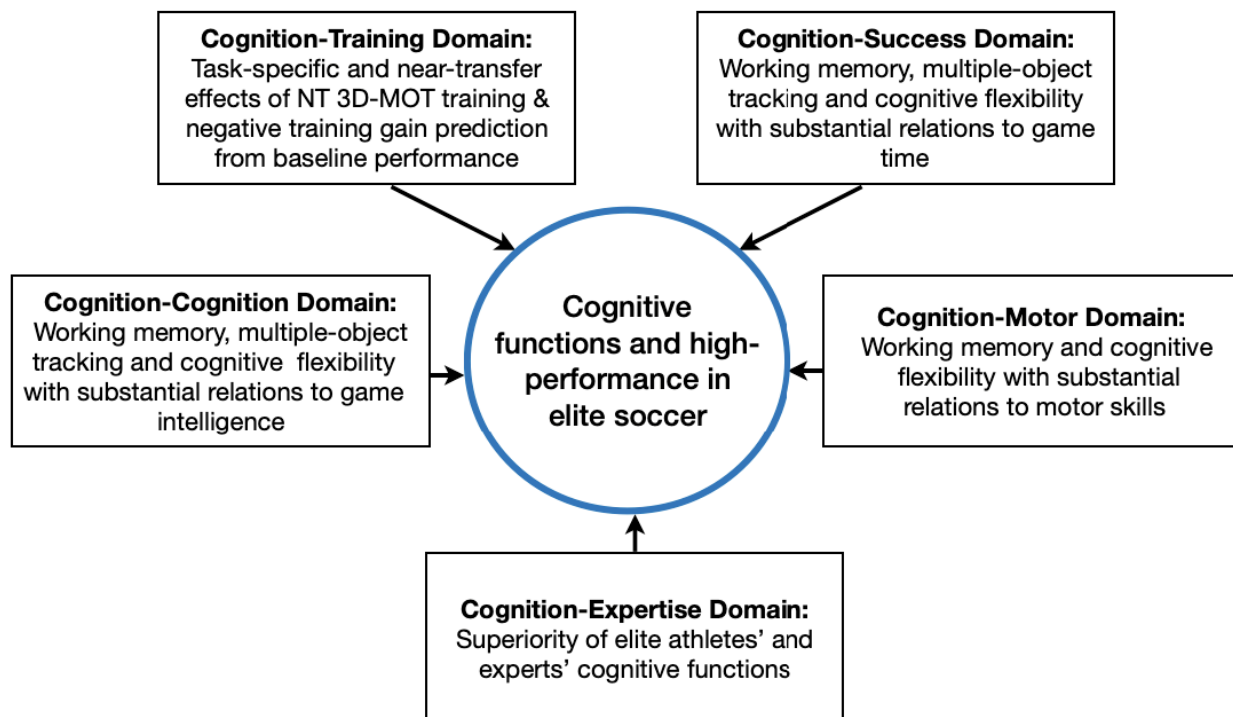 Cognition-Training Domain:
Task-specific and near-transfer
effects of NT 3D-MOT training &
negative training gain prediction
from baseline performance
Cognition-Success Domain:
Working memory, multiple-object
tracking and cognitive flexibility
with substantial relations to game
time
Cognition-Cognition Domain:
Working memory, multiple-object
tracking and cognitive flexibility
with substantial relations to game
intelligence
Cognitive
functions and high-
performance in
elite soccer
Cognition-Motor Domain:
Working memory and cognitive
flexibility with substantial
relations to motor skills
Cognition-Expertise Domain:
Superiority of elite athletes’ and
experts’ cognitive functions